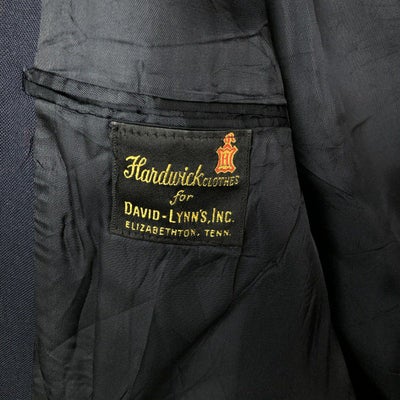 Hardwick CLOTHES
for
DAVID-LYNN'S, INC.
ELIZABETHTON, TENN.